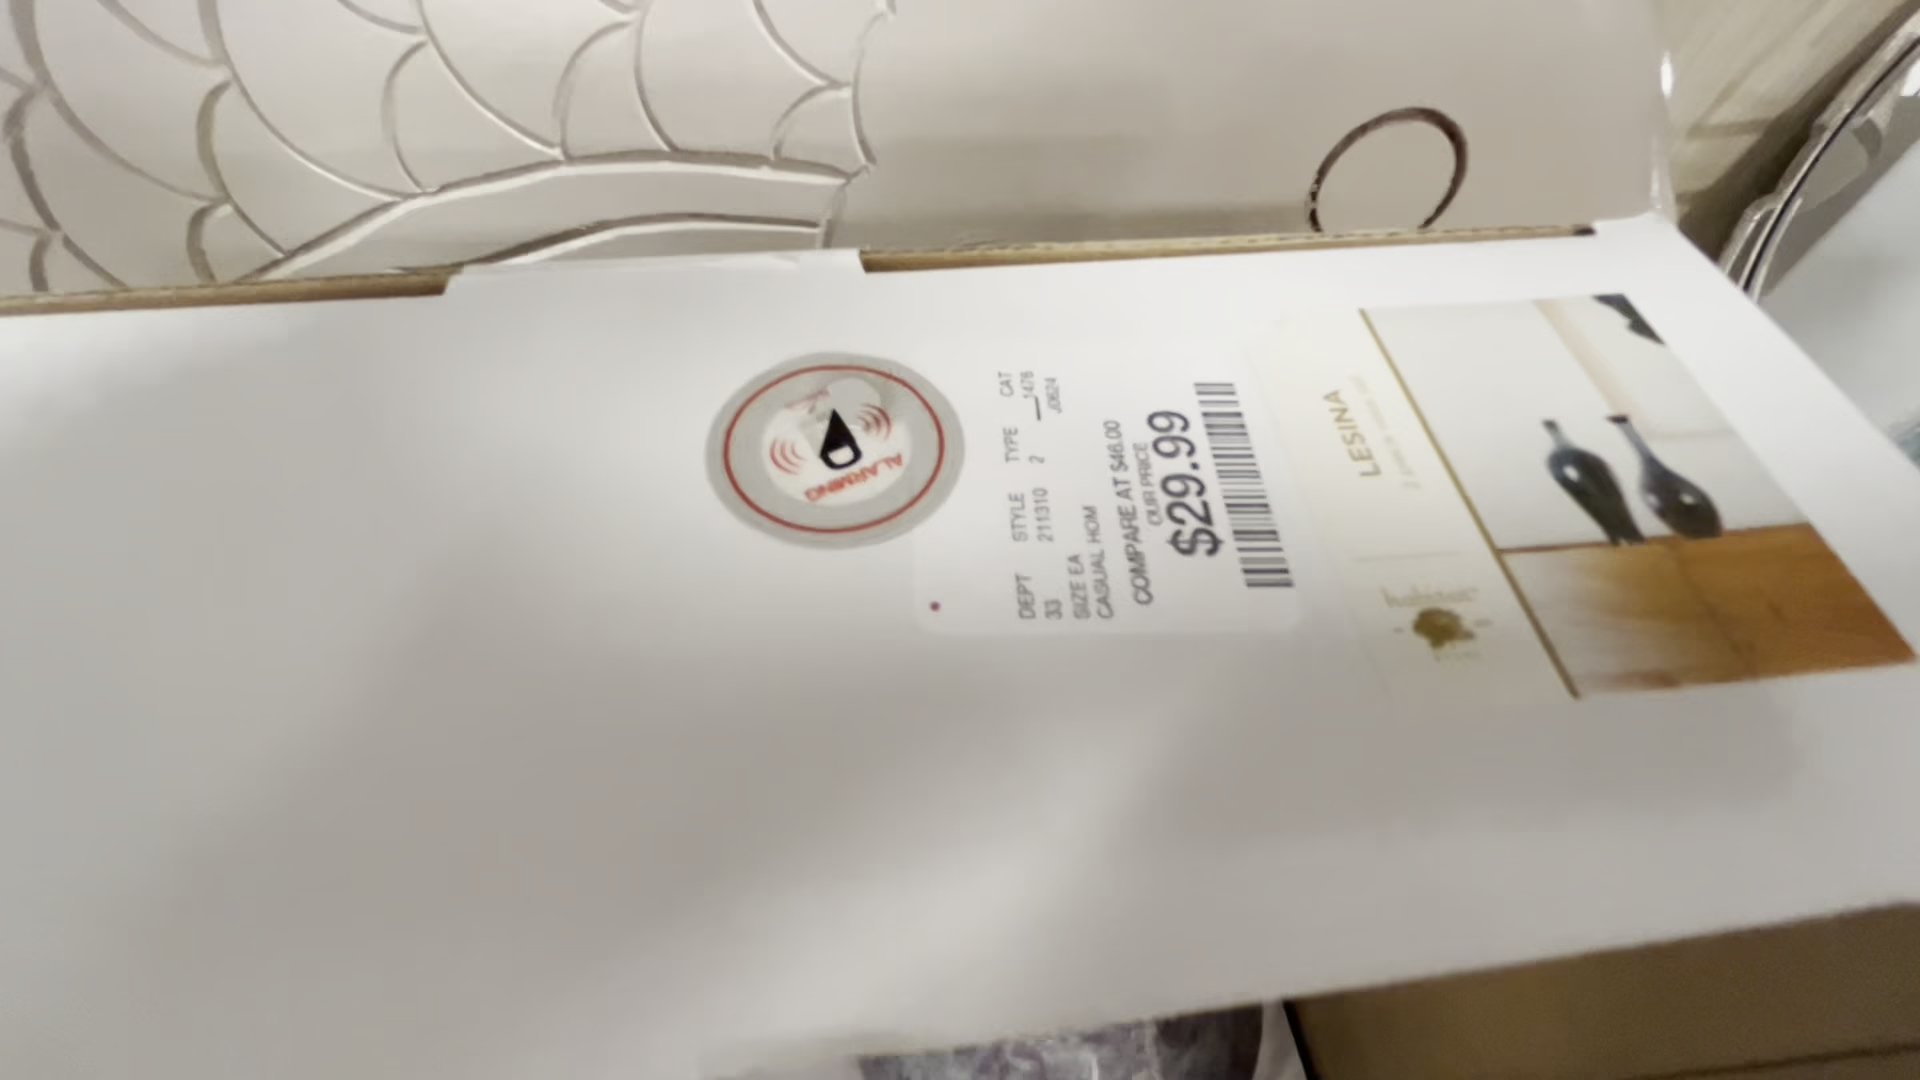 ALARMING
DEPT STYLE TYPE CAT
33 211310 2 1476
J0624
SIZE EA
CASUAL HOM
COMPARE AT $46.00
OUR PRICE
$29.99
LESINA